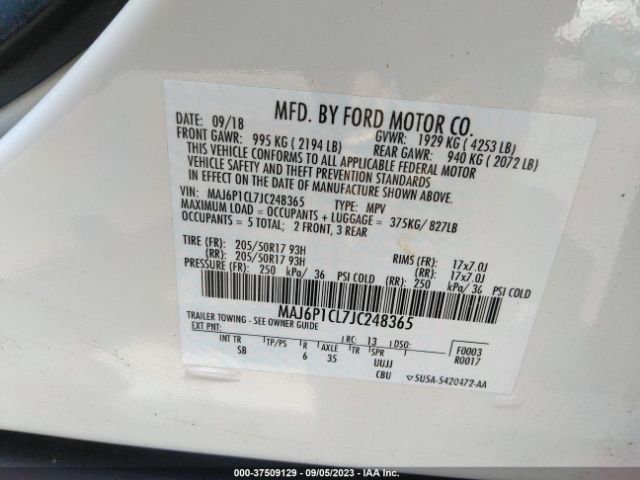 MFD. BY FORD MOTOR CO.
DATE: 09/18 GVWR: 1929 KG ( 4253 LB)
FRONT GAWR: 995 KG ( 2194 LB) REAR GAWR: 940 KG ( 2072 LB)
THIS VEHICLE CONFORMS TO ALL APPLICABLE FEDERAL MOTOR
VEHICLE SAFETY AND THEFT PREVENTION STANDARDS
IN EFFECT ON THE DATE OF MANUFACTURE SHOWN ABOVE.
VIN: MAJ6P1CL7JC248365 TYPE: MPV
MAXIMUM LOAD = OCCUPANTS + LUGGAGE = 375KG/ 827LB
OCCUPANTS = 5 TOTAL; 2 FRONT, 3 REAR
TIRE (FR): 205/50R17 93H RIMS (FR): 17x7.0J
(RR): 205/50R17 93H (RR): 17x7.0J
PRESSURE (FR): 250 kPa/ 36 PSI COLD (RR): 250 kPa/ 36 PSI COLD
MAJ6P1CL7JC248365
TRAILER TOWING - SEE OWNER GUIDE
EXT PNT: RC: 13 DSO: F0003
INT TR TP/PS R AXLE TR SPR R0017
SB 6 35 UUJJ
CBU 5U5A-5420472-AA
000-37509129 - 09/05/2023 - IAA Inc.